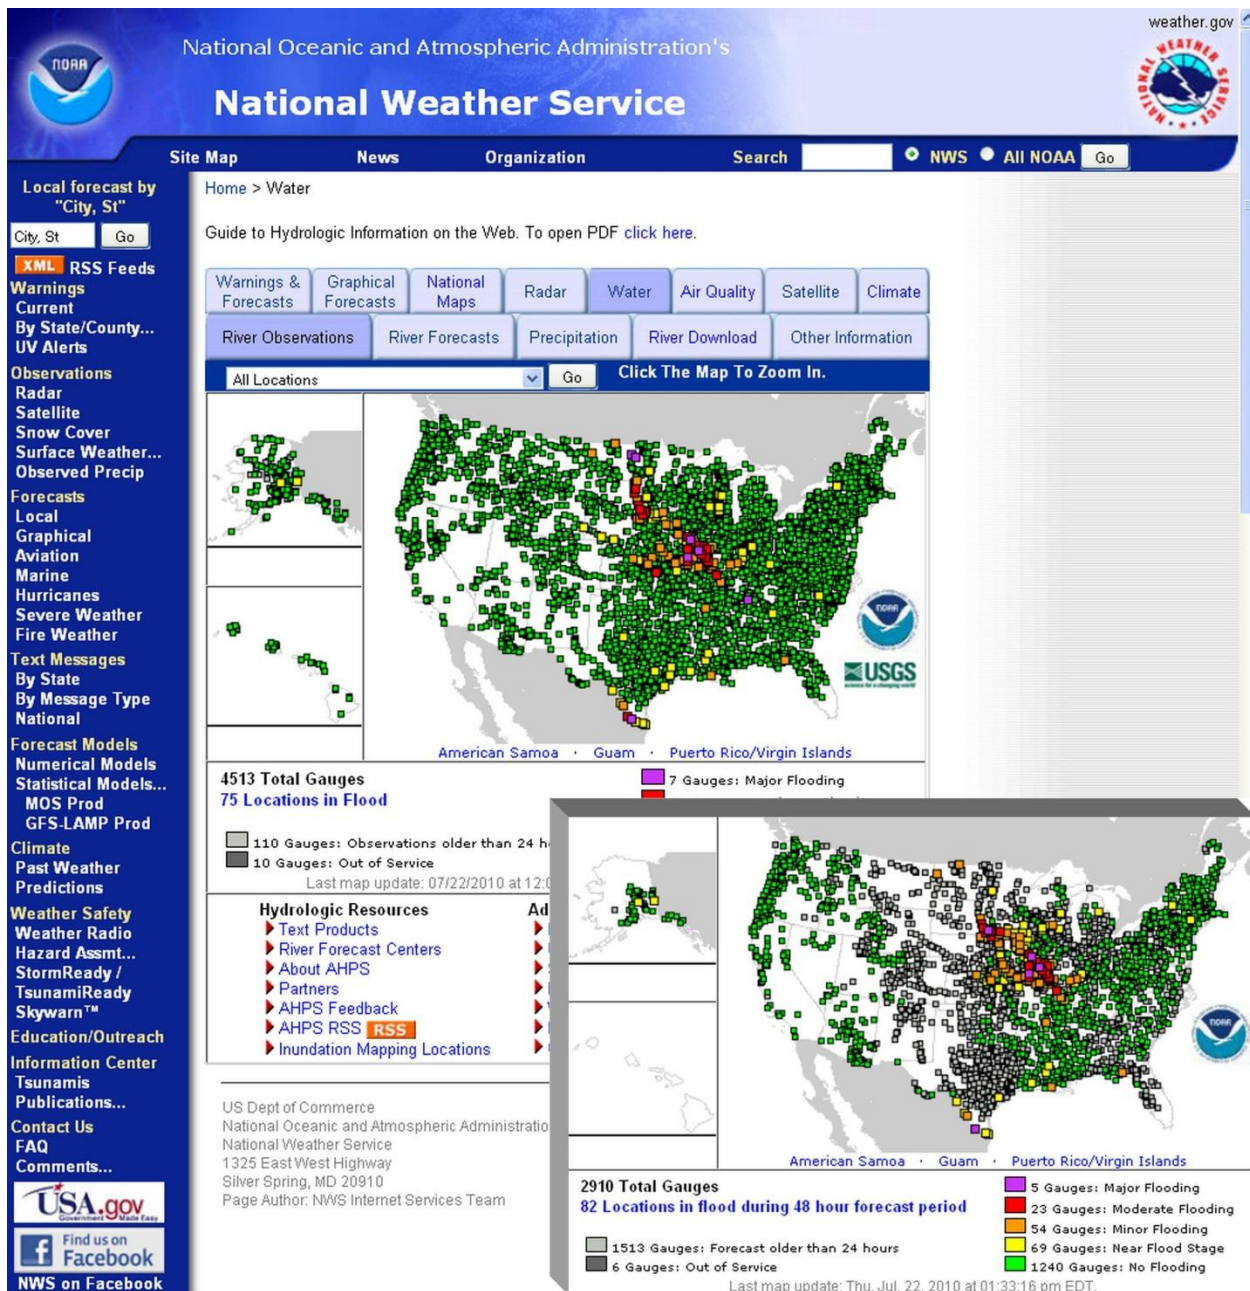 weather.gov
NOAA
National Oceanic and Atmospheric Administration's
National Weather Service
NATIONAL WEATHER SERVICE
Site Map News Organization Search NWS All NOAA Go
Local forecast by
"City, St"
City, St Go
XML RSS Feeds
Warnings
Current
By State/County...
UV Alerts
Observations
Radar
Satellite
Snow Cover
Surface Weather...
Observed Precip
Forecasts
Local
Graphical
Aviation
Marine
Hurricanes
Severe Weather
Fire Weather
Text Messages
By State
By Message Type
National
Forecast Models
Numerical Models
Statistical Models...
MOS Prod
GFS-LAMP Prod
Climate
Past Weather
Predictions
Weather Safety
Weather Radio
Hazard Assmt...
StormReady /
TsunamiReady
Skywarn™
Education/Outreach
Information Center
Tsunamis
Publications...
Contact Us
FAQ
Comments...
USA.gov
Government Made Easy
Find us on
Facebook
NWS on Facebook
Home > Water
Guide to Hydrologic Information on the Web. To open PDF click here.
Warnings & Forecasts Graphical Forecasts National Maps Radar Water Air Quality Satellite Climate
River Observations River Forecasts Precipitation River Download Other Information
All Locations Go Click The Map To Zoom In.
NOAA
USGS
science for a changing world
American Samoa · Guam · Puerto Rico/Virgin Islands
4513 Total Gauges
75 Locations in Flood
7 Gauges: Major Flooding
110 Gauges: Observations older than 24
10 Gauges: Out of Service
Last map update: 07/22/2010 at 12:0
Hydrologic Resources
Text Products
River Forecast Centers
About AHPS
Partners
AHPS Feedback
AHPS RSS RSS
Inundation Mapping Locations
Ad
US Dept of Commerce
National Oceanic and Atmospheric Administratio
National Weather Service
1325 East West Highway
Silver Spring, MD 20910
Page Author: NWS Internet Services Team
NOAA
American Samoa · Guam · Puerto Rico/Virgin Islands
2910 Total Gauges
82 Locations in flood during 48 hour forecast period
1513 Gauges: Forecast older than 24 hours
6 Gauges: Out of Service
5 Gauges: Major Flooding
23 Gauges: Moderate Flooding
54 Gauges: Minor Flooding
69 Gauges: Near Flood Stage
1240 Gauges: No Flooding
Last map update: Thu, Jul. 22, 2010 at 01:33:16 pm EDT.